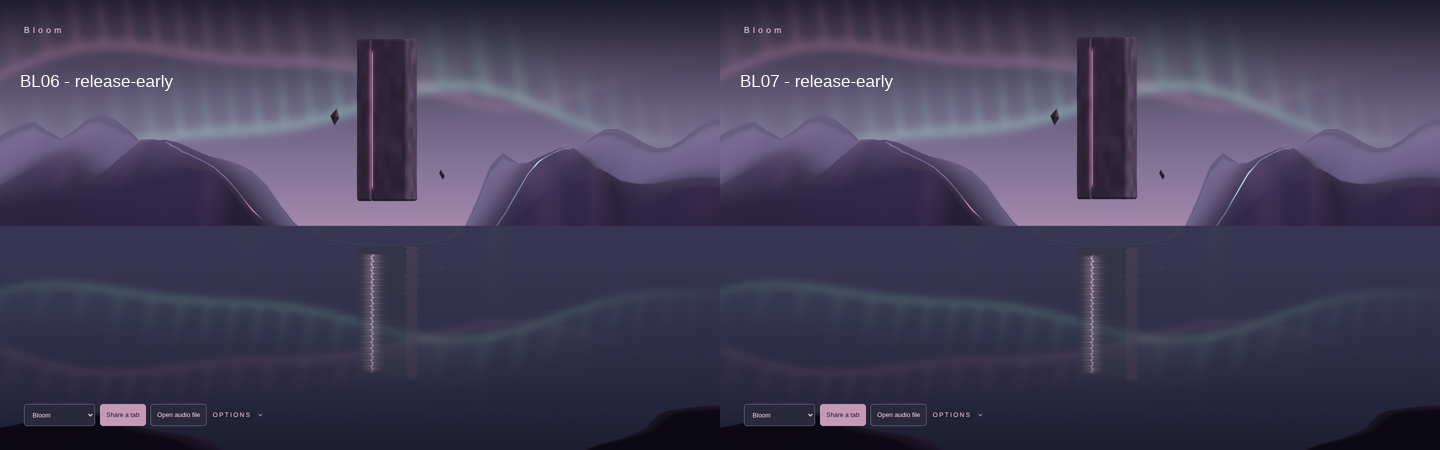 Bloom
BL06 - release-early
Bloom
Share a tab
Open audio file
OPTIONS
Bloom
BL07 - release-early
Bloom
Share a tab
Open audio file
OPTIONS